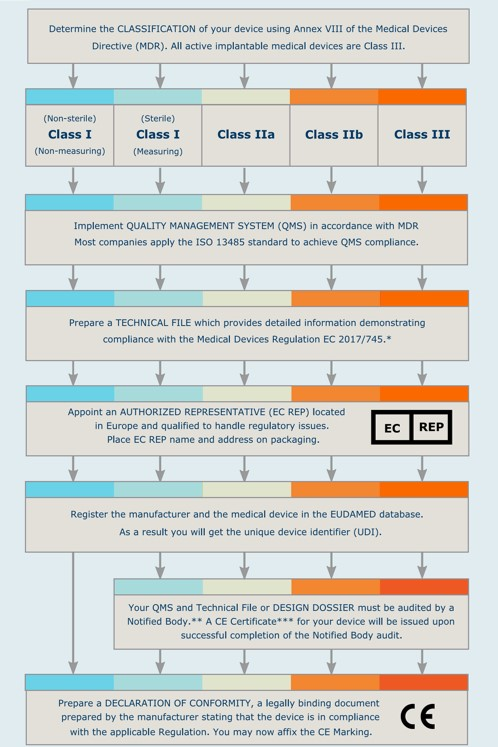 Determine the CLASSIFICATION of your device using Annex VIII of the Medical Devices
Directive (MDR). All active implantable medical devices are Class III.
(Non-sterile)
Class I
(Non-measuring)
(Sterile)
Class I
(Measuring)
Class IIa
Class IIb
Class III
Implement QUALITY MANAGEMENT SYSTEM (QMS) in accordance with MDR
Most companies apply the ISO 13485 standard to achieve QMS compliance.
Prepare a TECHNICAL FILE which provides detailed information demonstrating
compliance with the Medical Devices Regulation EC 2017/745.*
Appoint an AUTHORIZED REPRESENTATIVE (EC REP) located
in Europe and qualified to handle regulatory issues.
Place EC REP name and address on packaging.
EC REP
Register the manufacturer and the medical device in the EUDAMED database.
As a result you will get the unique device identifier (UDI).
Your QMS and Technical File or DESIGN DOSSIER must be audited by a
Notified Body.** A CE Certificate*** for your device will be issued upon
successful completion of the Notified Body audit.
Prepare a DECLARATION OF CONFORMITY, a legally binding document
prepared by the manufacturer stating that the device is in compliance
with the applicable Regulation. You may now affix the CE Marking.
CE